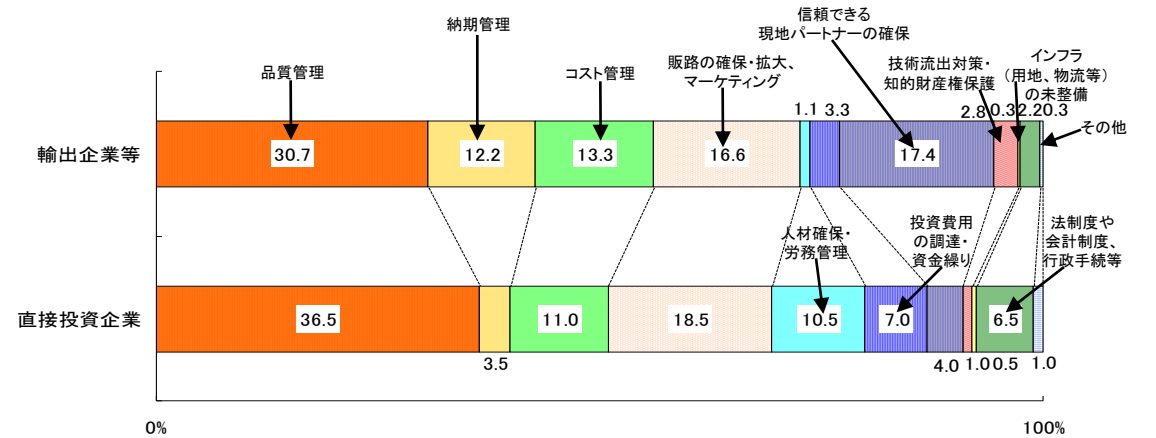 信頼できる
現地パートナーの確保
納期管理
品質管理
コスト管理
販路の確保・拡大、
マーケティング
技術流出対策・
知的財産権保護
インフラ
（用地、物流等）
の未整備
その他
1.1 3.3
2.8 0.3 2.2 0.3
輸出企業等
30.7 12.2 13.3 16.6 17.4
人材確保・
労務管理
投資費用
の調達・
資金繰り
法制度や
会計制度、
行政手続等
直接投資企業
36.5 11.0 18.5 10.5 7.0 6.5
3.5 4.0 1.0 0.5 1.0
0% 100%